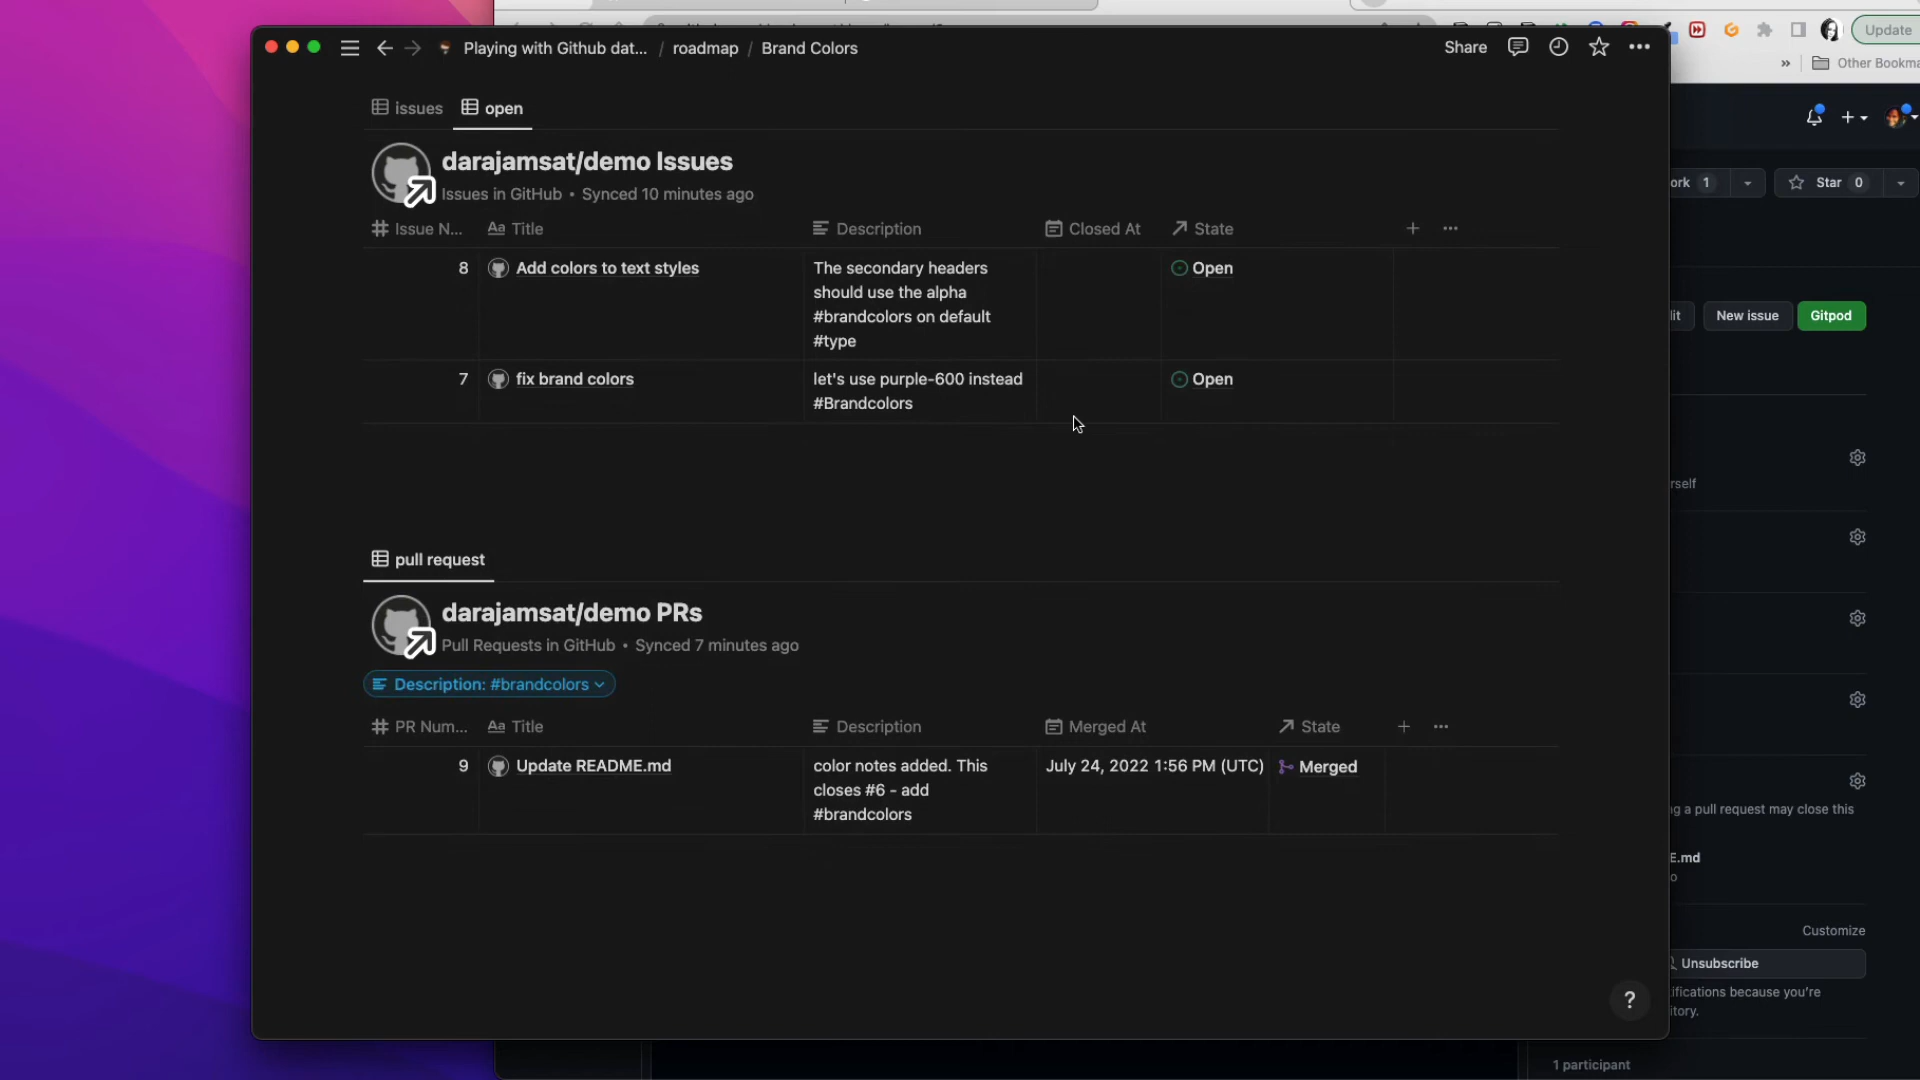 Playing with Github dat... / roadmap / Brand Colors
Share
Update
Other Bookma
issues
open
darajamsat/demo Issues
Issues in GitHub • Synced 10 minutes ago
Issue N...
Aa Title
Description
Closed At
State
8
Add colors to text styles
The secondary headers
should use the alpha
#brandcolors on default
#type
Open
7
fix brand colors
let's use purple-600 instead
#Brandcolors
Open
pull request
darajamsat/demo PRs
Pull Requests in GitHub • Synced 7 minutes ago
Description: #brandcolors
PR Num...
Aa Title
Description
Merged At
State
9
Update README.md
color notes added. This
closes #6 - add
#brandcolors
July 24, 2022 1:56 PM (UTC)
Merged
?
ork 1
Star 0
lit
New issue
Gitpod
rself
g a pull request may close this
E.md
o
Customize
Unsubscribe
ifications because you're
itory.
1 participant